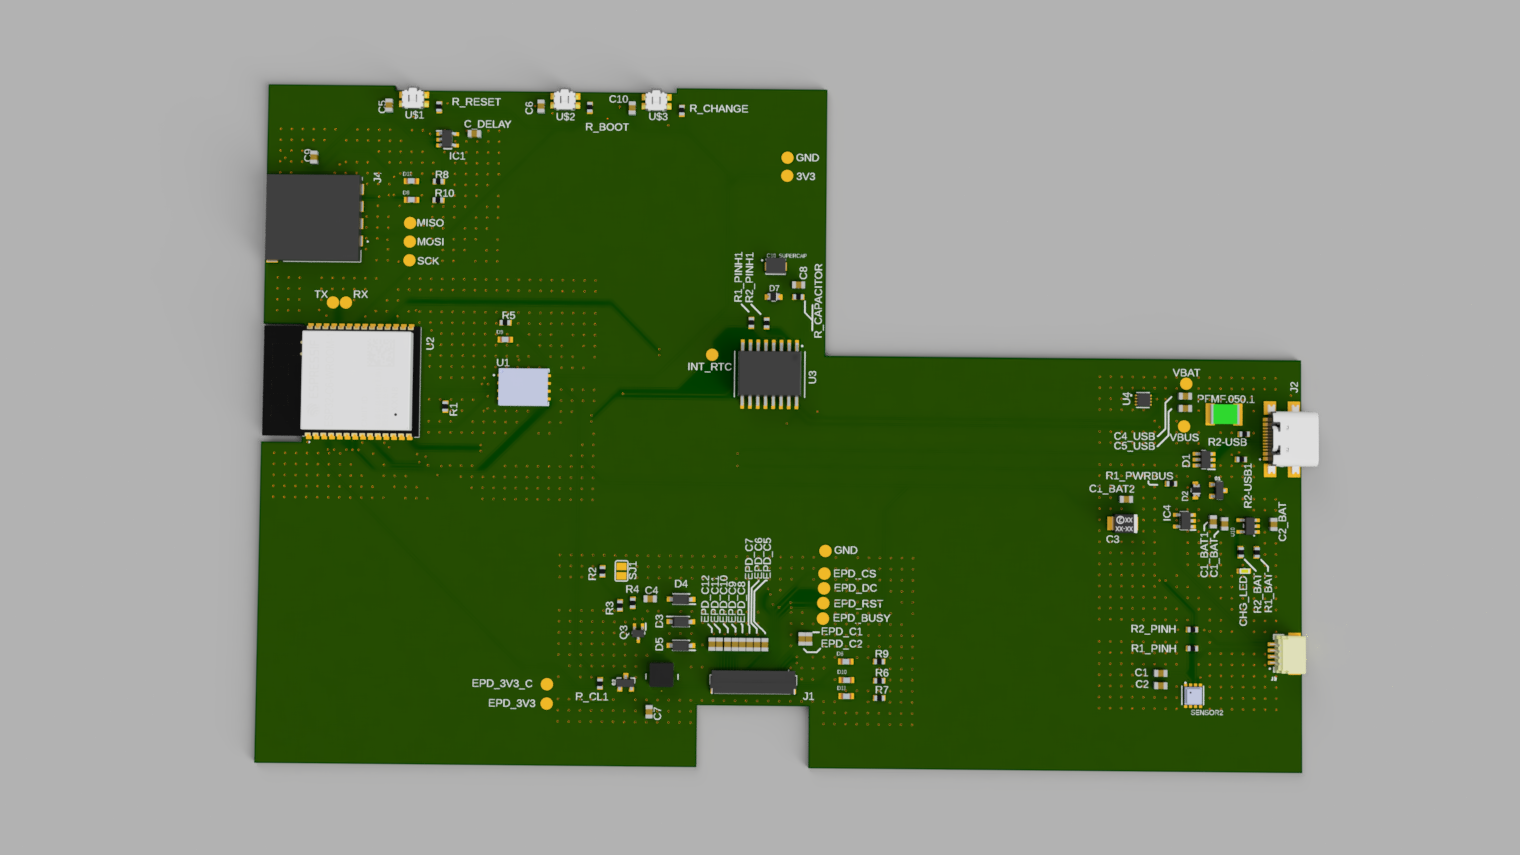 C5
U$1
R_RESET
C6
U$2
R_BOOT
C10
U$3
R_CHANGE
C_DELAY
IC1
C9
J4
D12
R8
D8
R10
MISO
MOSI
SCK
GND
3V3
TX
RX
R1_PINH1
R2_PINH1
D7
C8
R_CAPACITOR
U2
R5
U1
R1
INT_RTC
U3
VBAT
J2
U4
PFMF.050.1
C4_USB
C5_USB
VBUS
R2-USB
D1
R1_PWRBUS
R2-USB1
C1_BAT2
D2
IC4
C3
C1_BAT1
C1_BAT
C2_BAT
CHG_LED
R2_BAT
R1_BAT
R2
SJ1
R4
C4
D4
R3
Q3
D3
D5
EPD_C12
EPD_C11
EPD_C10
EPD_C9
EPD_C8
EPD_C7
EPD_C6
EPD_C5
GND
EPD_CS
EPD_DC
EPD_RST
EPD_BUSY
EPD_C1
EPD_C2
R9
R6
R7
EPD_3V3_C
EPD_3V3
R_CL1
C7
J1
R2_PINH
R1_PINH
C1
C2
SENSOR2